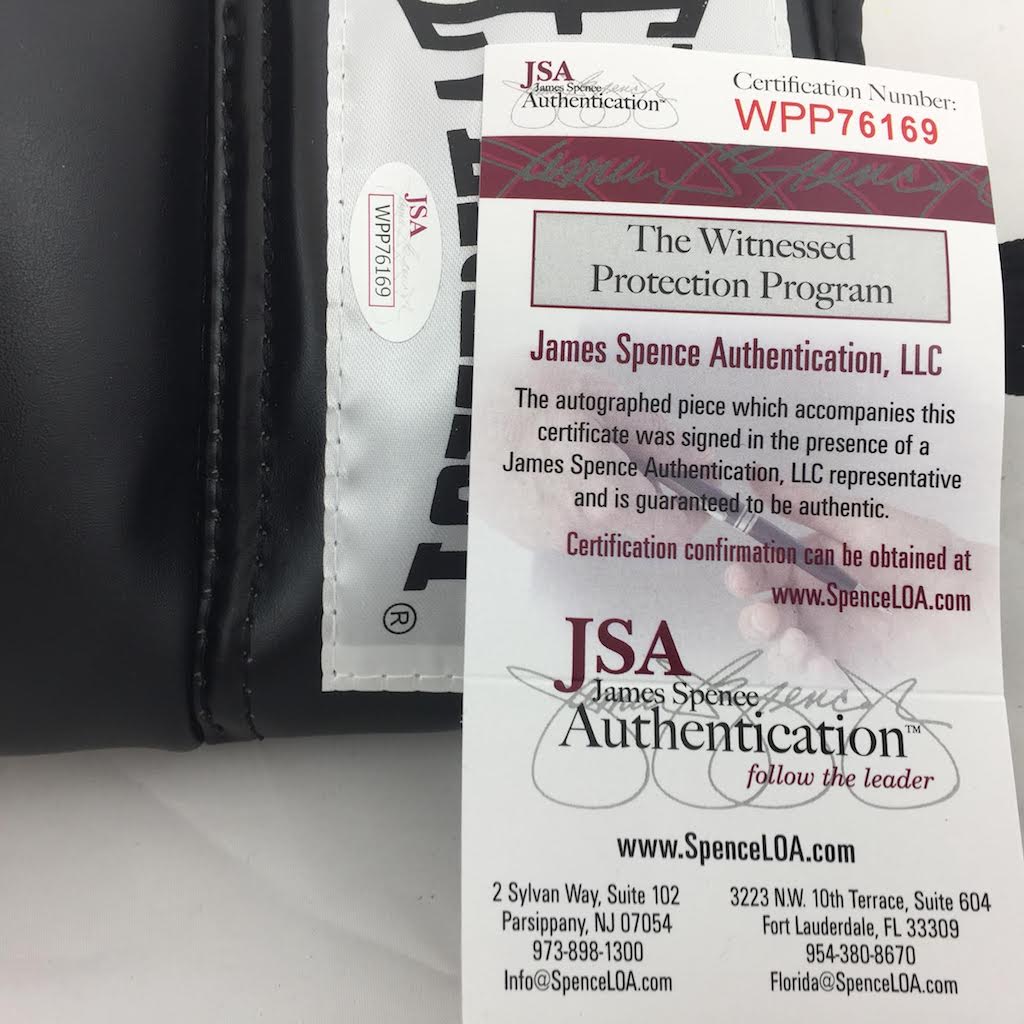 JSA
James Spence
Authentication™
Certification Number:
WPP76169
The Witnessed
Protection Program
James Spence Authentication, LLC
The autographed piece which accompanies this
certificate was signed in the presence of a
James Spence Authentication, LLC representative
and is guaranteed to be authentic.
Certification confirmation can be obtained at
www.SpenceLOA.com
JSA
James Spence
Authentication™
follow the leader
www.SpenceLOA.com
2 Sylvan Way, Suite 102
Parsippany, NJ 07054
973-898-1300
Info@SpenceLOA.com
3223 N.W. 10th Terrace, Suite 604
Fort Lauderdale, FL 33309
954-380-8670
Florida@SpenceLOA.com
JSA
WPP76169
®